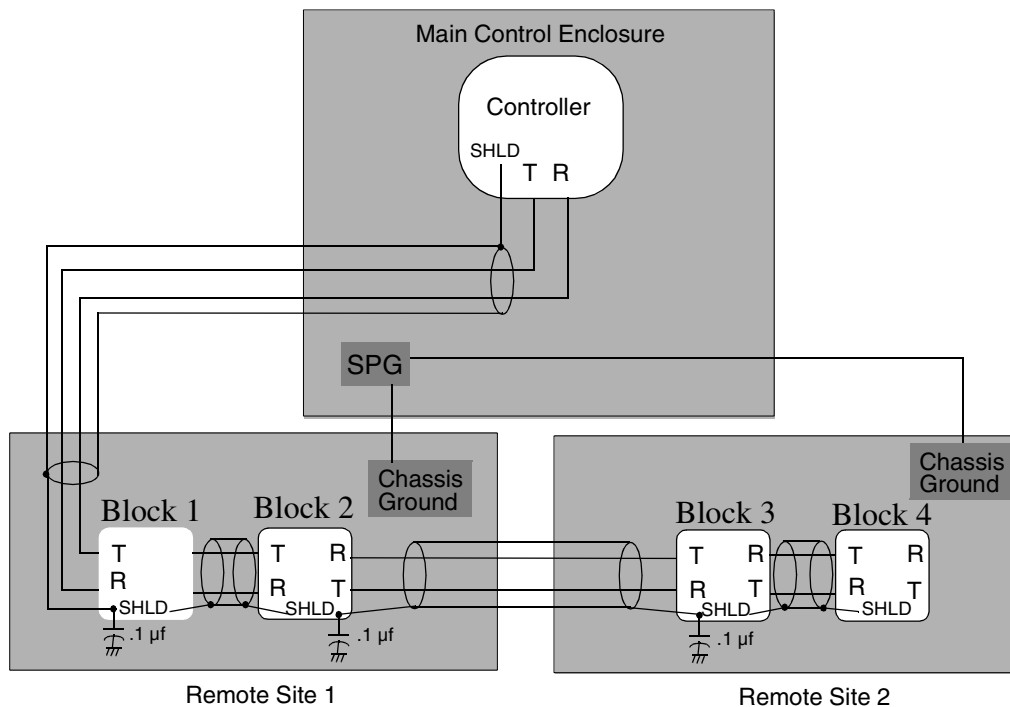 Main Control Enclosure
Controller
SHLD
T R
SPG
Chassis
Ground
Chassis
Ground
Block 1
Block 2
Block 3
Block 4
T
R
SHLD
T R
R T
SHLD
T R
R T
SHLD
T R
R T
SHLD
.1 µf
.1 µf
.1 µf
Remote Site 1
Remote Site 2